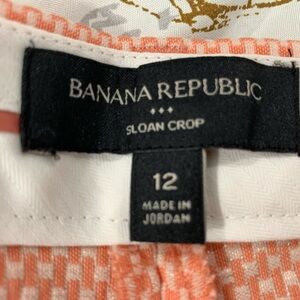 BANANA REPUBLIC
SLOAN CROP
12
MADE IN
JORDAN